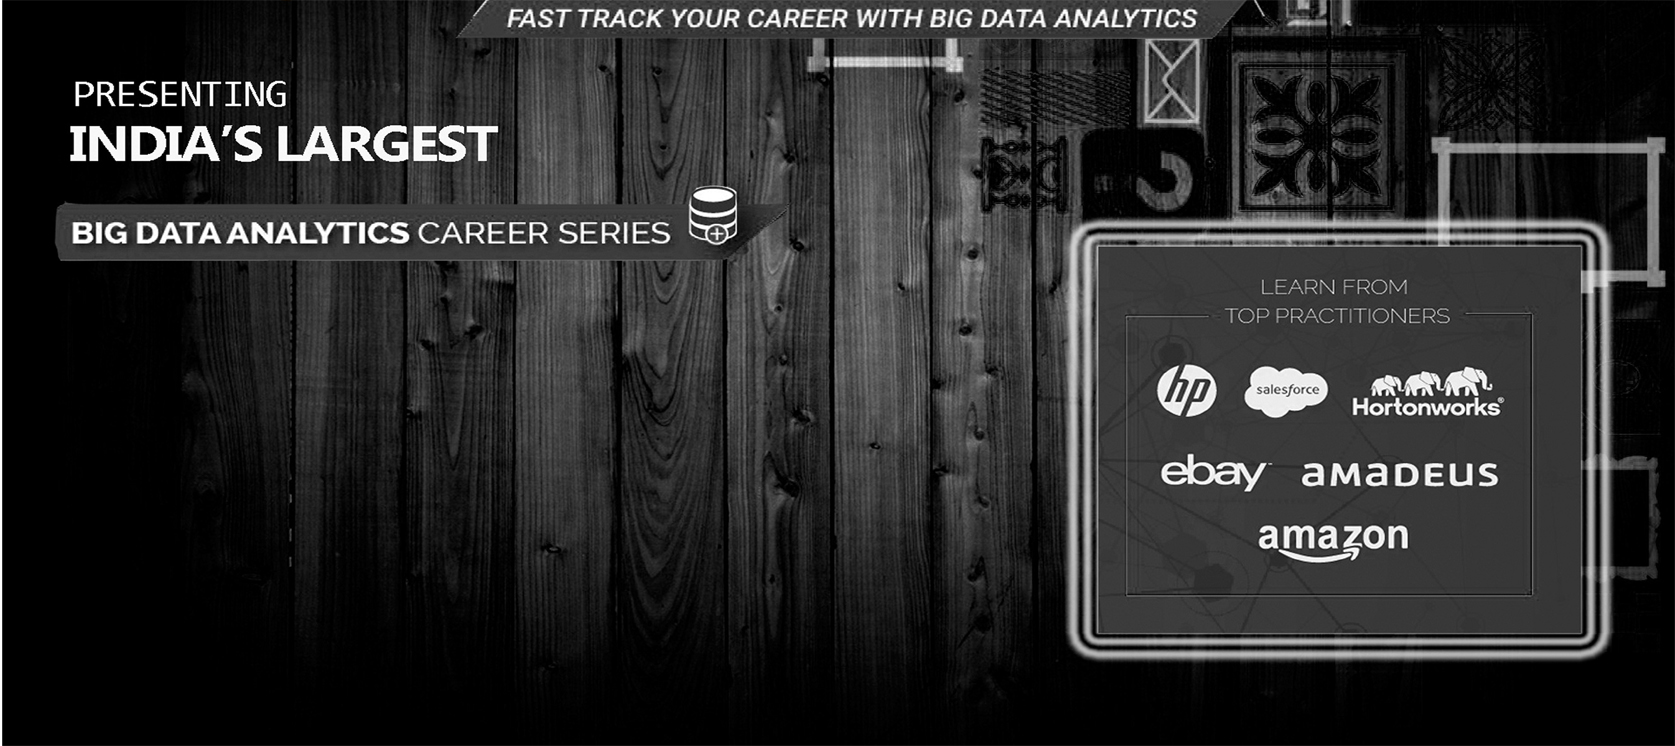 FAST TRACK YOUR CAREER WITH BIG DATA ANALYTICS
PRESENTING
INDIA'S LARGEST
BIG DATA ANALYTICS CAREER SERIES
LEARN FROM
TOP PRACTITIONERS
hp salesforce Hortonworks®
ebay™ amadeus
amazon